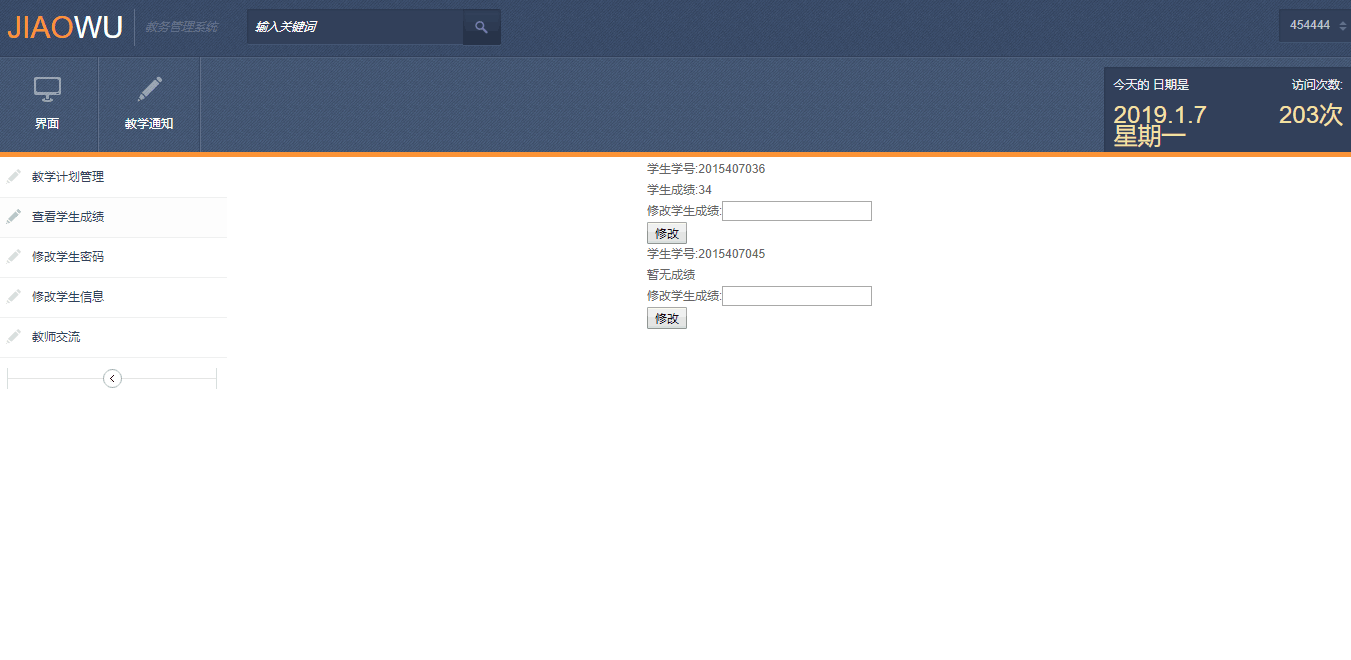 JIAOWU
教务管理系统
输入关键词
454444
界面
教学通知
今天的 日期是
访问次数:
2019.1.7
星期一
203次
教学计划管理
查看学生成绩
修改学生密码
修改学生信息
教师交流
学生学号:2015407036
学生成绩:34
修改学生成绩:
修改
学生学号:2015407045
暂无成绩
修改学生成绩:
修改